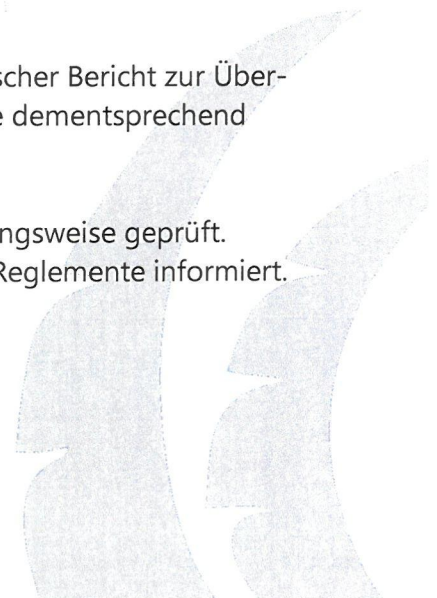 scher Bericht zur Über-
e dementsprechend
ngsweise geprüft.
Reglemente informiert.